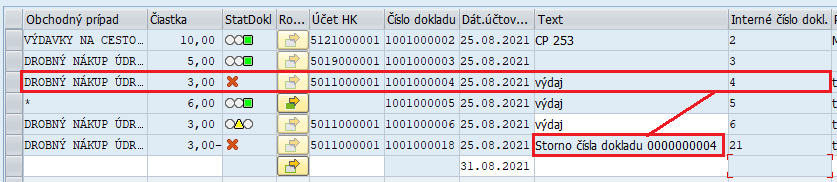 Obchodný prípad Čiastka StatDokl Ro... Účet HK Číslo dokladu Dát.účtov... Text Interné číslo dokl.
VÝDAVKY NA CESTO... 10,00 5121000001 1001000002 25.08.2021 CP 253 2
DROBNÝ NÁKUP ÚDR... 5,00 5019000001 1001000003 25.08.2021 3
DROBNÝ NÁKUP ÚDR... 3,00 5011000001 1001000004 25.08.2021 výdaj 4
* 6,00 1001000005 25.08.2021 výdaj 5
DROBNÝ NÁKUP ÚDR... 3,00 5011000001 1001000006 25.08.2021 výdaj 6
DROBNÝ NÁKUP ÚDR... 3,00- 5011000001 1001000018 25.08.2021 Storno čísla dokladu 0000000004 21
31.08.2021